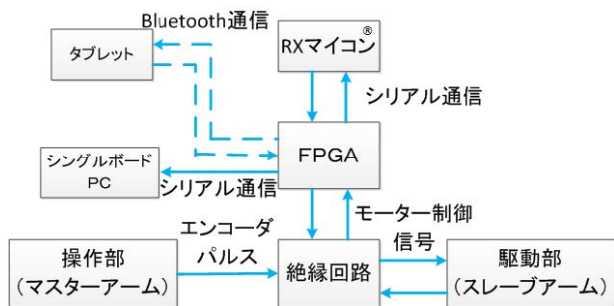 Bluetooth通信
タブレット
RXマイコン®
シリアル通信
FPGA
シングルボード
PC
シリアル通信
エンコーダ
パルス
モーター制御
信号
操作部
(マスターアーム)
絶縁回路
駆動部
(スレーブアーム)